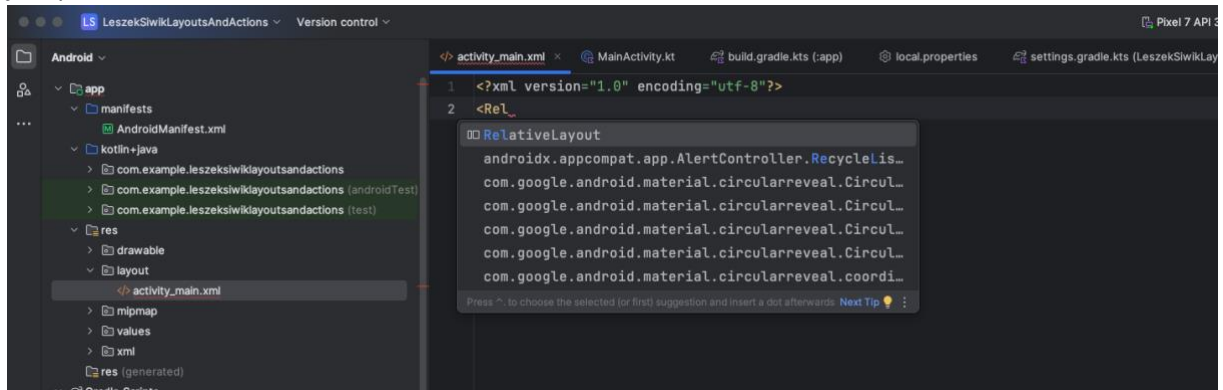 LS LeszekSiwikLayoutsAndActions Version control Pixel 7 API 3
Android
app
manifests
AndroidManifest.xml
kotlin+java
com.example.leszeksiwiklayoutsandactions
com.example.leszeksiwiklayoutsandactions (androidTest)
com.example.leszeksiwiklayoutsandactions (test)
res
drawable
layout
activity_main.xml
mipmap
values
xml
res (generated)
Gradle Scripts
activity_main.xml MainActivity.kt build.gradle.kts (:app) local.properties settings.gradle.kts (LeszekSiwikLay
1 <?xml version="1.0" encoding="utf-8"?>
2 <Rel
RelativeLayout
androidx.appcompat.app.AlertController.RecycleLis…
com.google.android.material.circularreveal.Circul…
com.google.android.material.circularreveal.Circul…
com.google.android.material.circularreveal.Circul…
com.google.android.material.circularreveal.Circul…
com.google.android.material.circularreveal.coordi…
Press ^. to choose the selected (or first) suggestion and insert a dot afterwards Next Tip